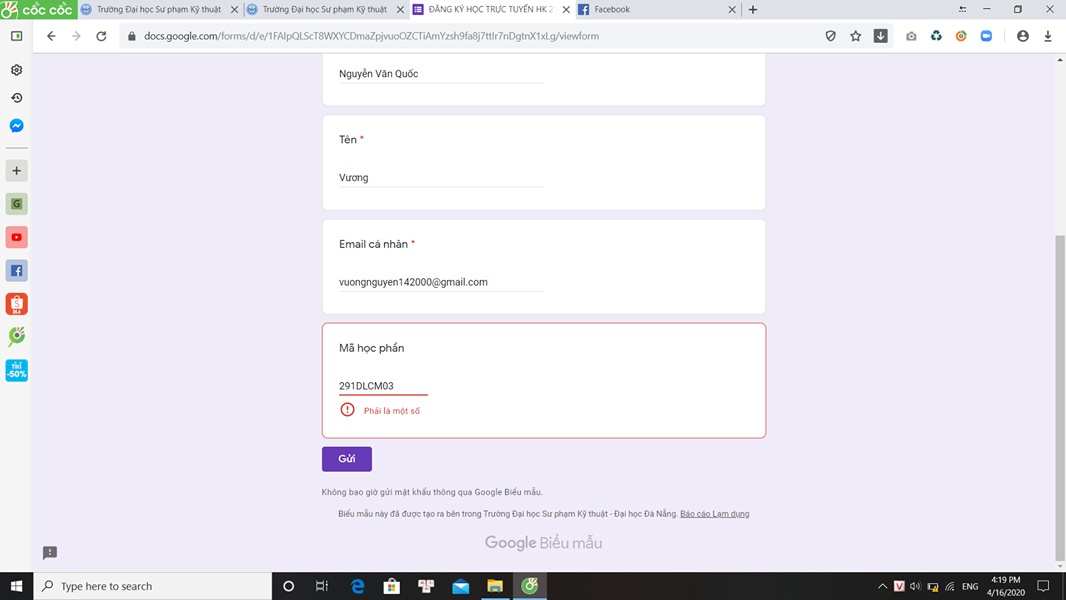 cốc cốc
Trường Đại học Sư phạm Kỹ thuật
Trường Đại học Sư phạm Kỹ thuật
ĐĂNG KÝ HỌC TRỰC TUYẾN HK 2
Facebook
docs.google.com/forms/d/e/1FAIpQLScT8WXYCDmaZpjvuoOZCTiAmYzsh9fa8j7ttIr7nDgtnX1xLg/viewform
Nguyễn Văn Quốc
Tên *
Vương
Email cá nhân *
vuongnguyen142000@gmail.com
Mã học phần
291DLCM03
Phải là một số
Gửi
Không bao giờ gửi mật khẩu thông qua Google Biểu mẫu.
Biểu mẫu này đã được tạo ra bên trong Trường Đại học Sư phạm Kỹ thuật - Đại học Đà Nẵng. Báo cáo Lạm dụng
Google Biểu mẫu
G
TIKI
-50%
Type here to search
ENG
4:19 PM
4/16/2020